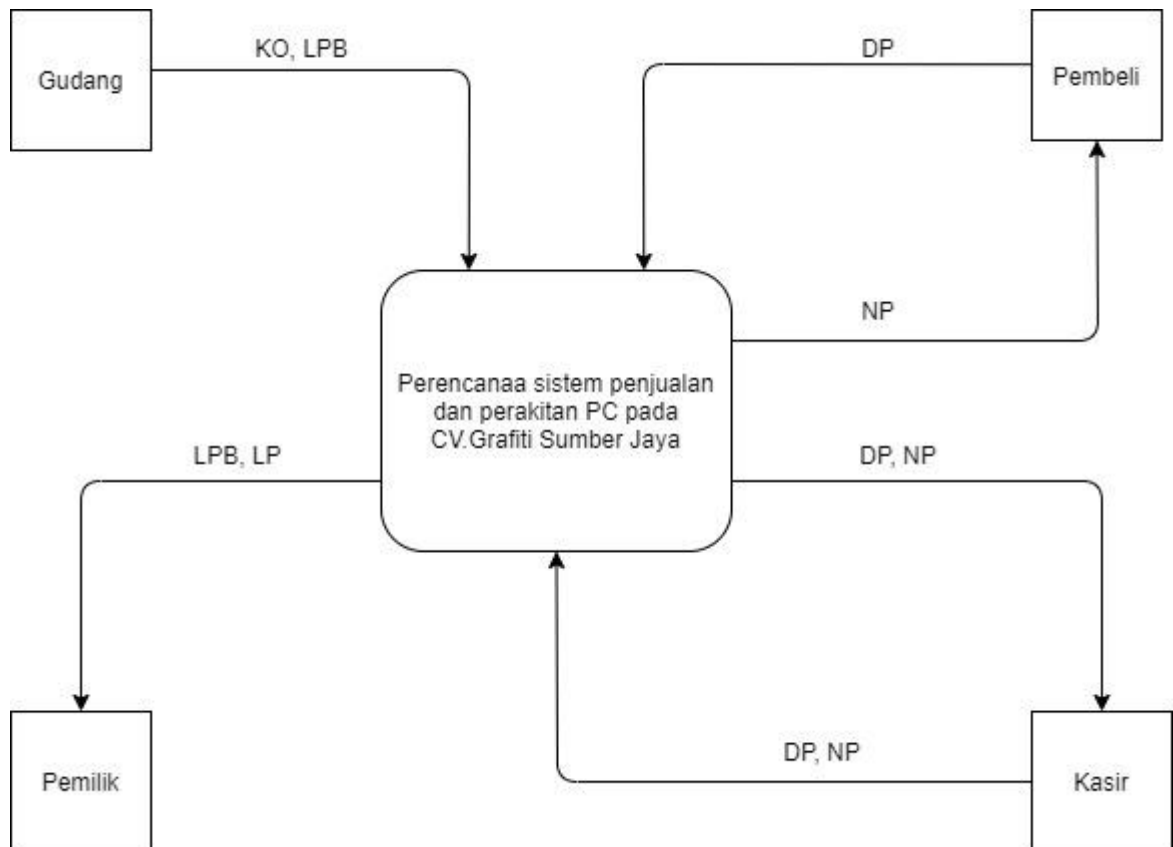 KO, LPB
DP
Gudang
Pembeli
NP
Perencanaa sistem penjualan
dan perakitan PC pada
CV.Grafiti Sumber Jaya
LPB, LP
DP, NP
DP, NP
Pemilik
Kasir